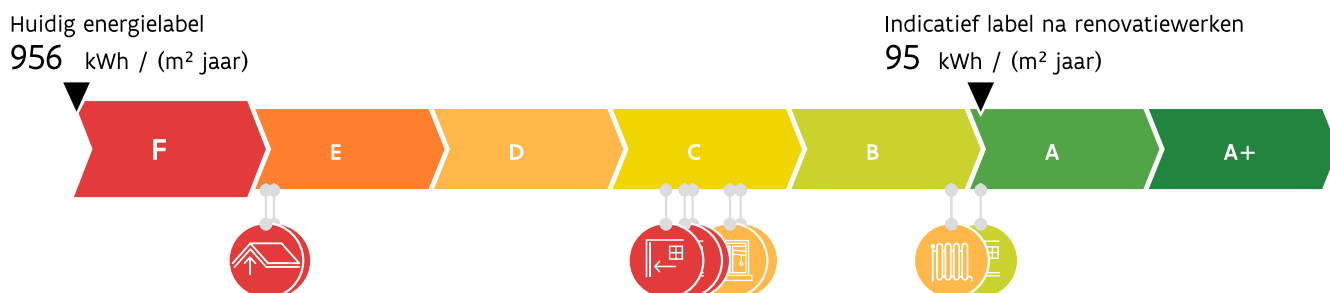 Huidig energielabel
956 kWh / (m² jaar)
Indicatief label na renovatiewerken
95 kWh / (m² jaar)
F E D C B A A+